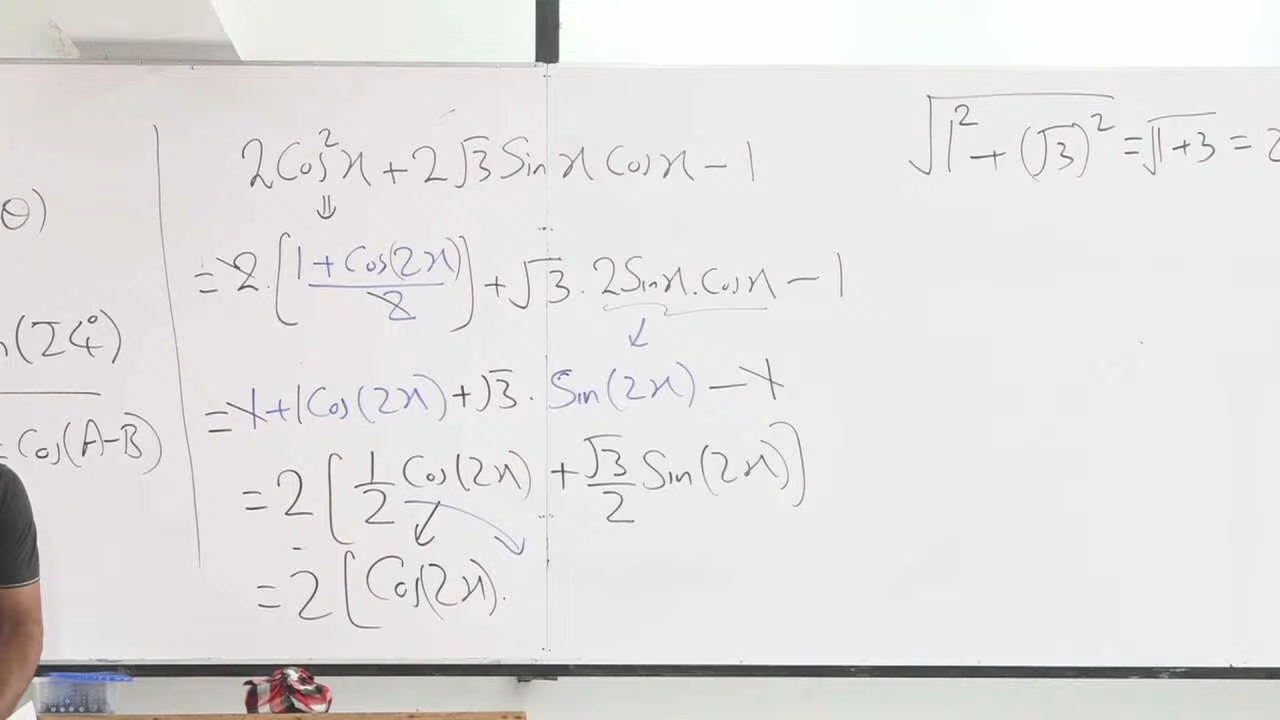 θ)
n(24°)
= Cos(A-B)
2Cos²x + 2√3 Sin x Cos x - 1
⇓
= 2 · [(1 + Cos(2x))/2] + √3 · 2Sin x · Cos x - 1
= 1 + 1Cos(2x) + √3 · Sin(2x) - 1
= 2 [1/2 Cos(2x) + √3/2 Sin(2x)]
= 2 [Cos(2x) ·
√(1² + (√3)²) = √(1+3) = 2